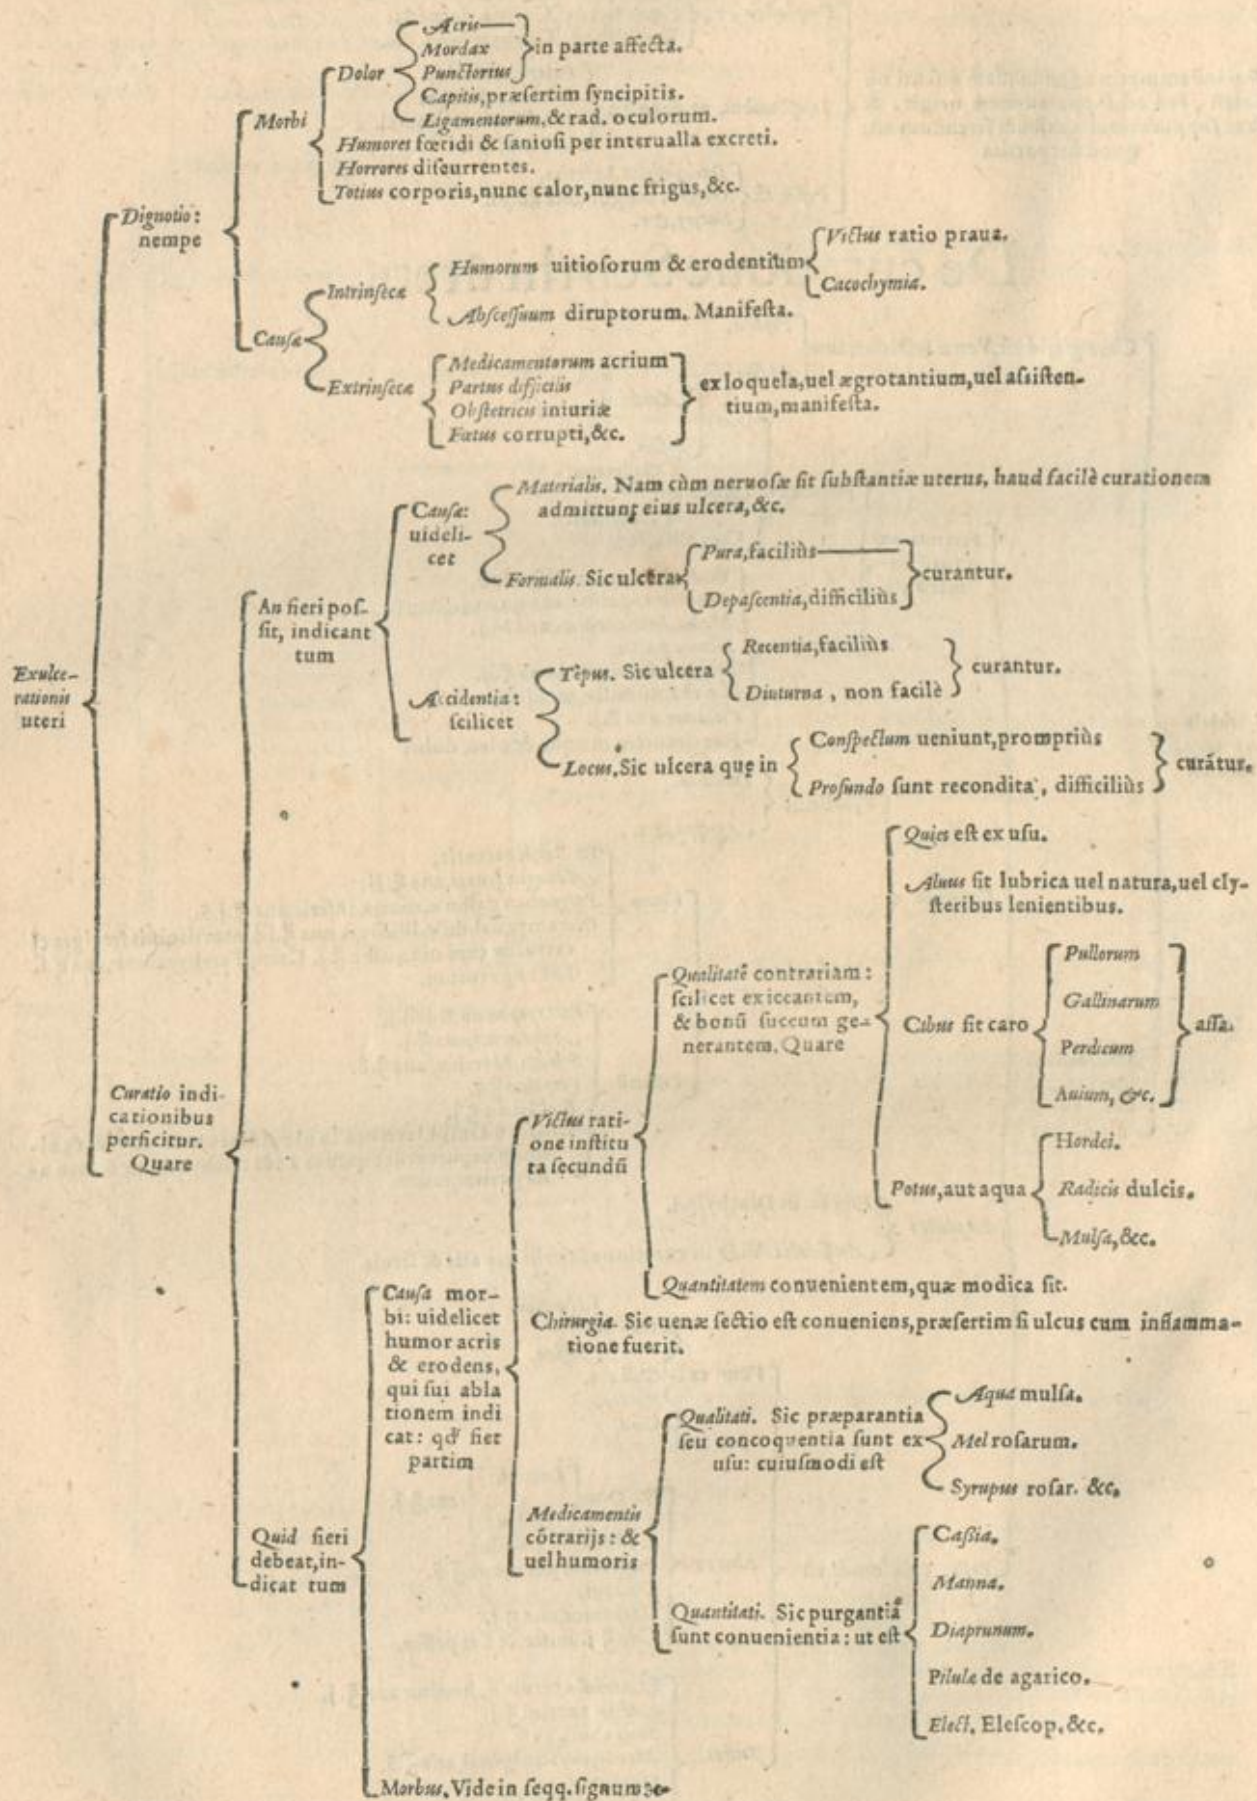 Exulce-
rationis
uteri
Dignotio:
nempe
Morbi
Dolor
Acris
Mordax
Punctorius
in parte affecta.
Capitis, præsertim syncipitis.
Ligamentorum, & rad. oculorum.
Humores fœtidi & saniosi per interualla excreti.
Horrores discurrentes.
Totius corporis, nunc calor, nunc frigus, &c.
Causæ
Intrinsecæ
Humorum uitiosorum & erodentium
Victus ratio praua.
Cacochymia.
Abscessuum diruptorum. Manifesta.
Extrinsecæ
Medicamentorum acrium
Partus difficilis
Obstetricis iniuriæ
Fœtus corrupti, &c.
ex loquela, uel ægrotantium, uel assisten-
tium, manifesta.
Curatio indi-
cationibus
perficitur.
Quare
An fieri pos-
sit, indicant
tum
Causæ:
uideli-
cet
Materialis. Nam cùm neruosæ sit substantiæ uterus, haud facilè curationem
admittunt eius ulcera, &c.
Formalis. Sic ulcera
Pura, faciliùs
Depascentia, difficiliùs
curantur.
Accidentia:
scilicet
Tēpus. Sic ulcera
Recentia, faciliùs
Diuturna, non facilè
curantur.
Locus. Sic ulcera quę in
Conspectum ueniunt, promptiùs
Profundo sunt recondita, difficiliùs
curātur.
Quid fieri
debeat, in-
dicat tum
Causa mor-
bi: uidelicet
humor acris
& erodens,
qui sui abla
tionem indi
cat: qd' fiet
partim
Victus rati-
one institu
ta secundū
Qualitatē contrariam:
scilicet exiccantem,
& bonū succum ge-
nerantem. Quare
Quies est ex usu.
Aluus sit lubrica uel natura, uel cly-
steribus lenientibus.
Cibus sit caro
Pullorum
Gallinarum
Perdicum
Auium, &c.
assa.
Potus, aut aqua
Hordei.
Radicis dulcis.
Mulsa, &c.
Quantitatem conuenientem, quæ modica sit.
Chirurgia. Sic uenæ sectio est conueniens, præsertim si ulcus cum inflamma-
tione fuerit.
Medicamentis
cōtrarijs: &
uel humoris
Qualitati. Sic præparantia
seu concoquentia sunt ex
usu: cuiusmodi est
Aqua mulsa.
Mel rosarum.
Syrupus rosar. &c.
Quantitati. Sic purgantia
sunt conuenientia: ut est
Cassia.
Manna.
Diaprunum.
Pilulæ de agarico.
Elect. Elescop. &c.
Morbus. Vide in seqq. signum